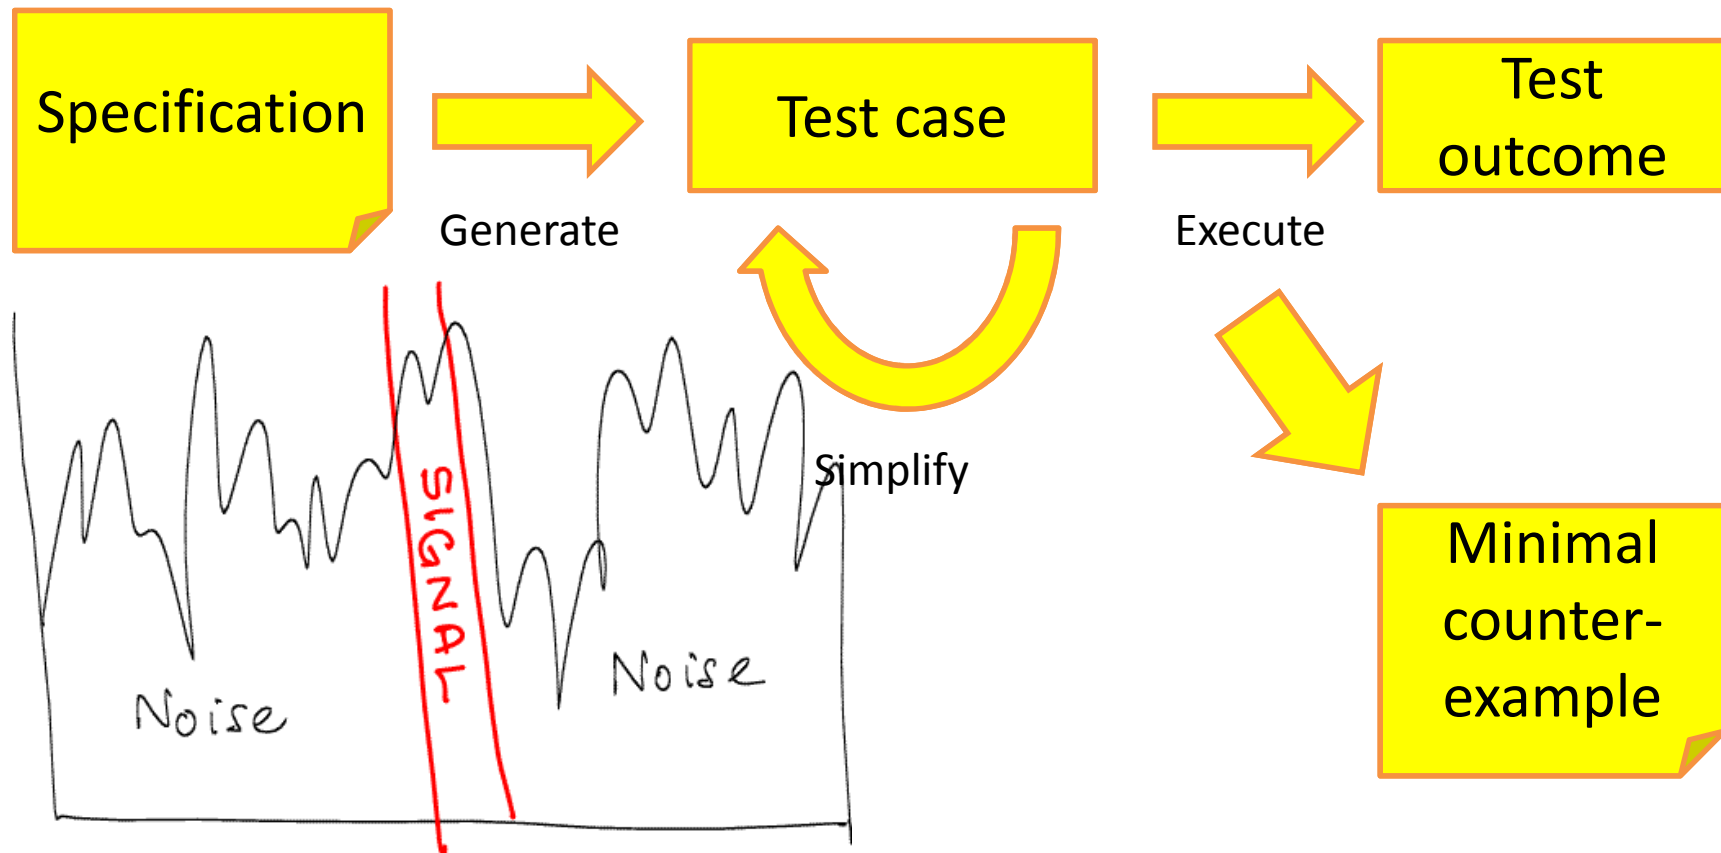 Specification
Test case
Test
outcome
Generate
Execute
Simplify
SIGNAL
Noise
Noise
Minimal
counter-
example